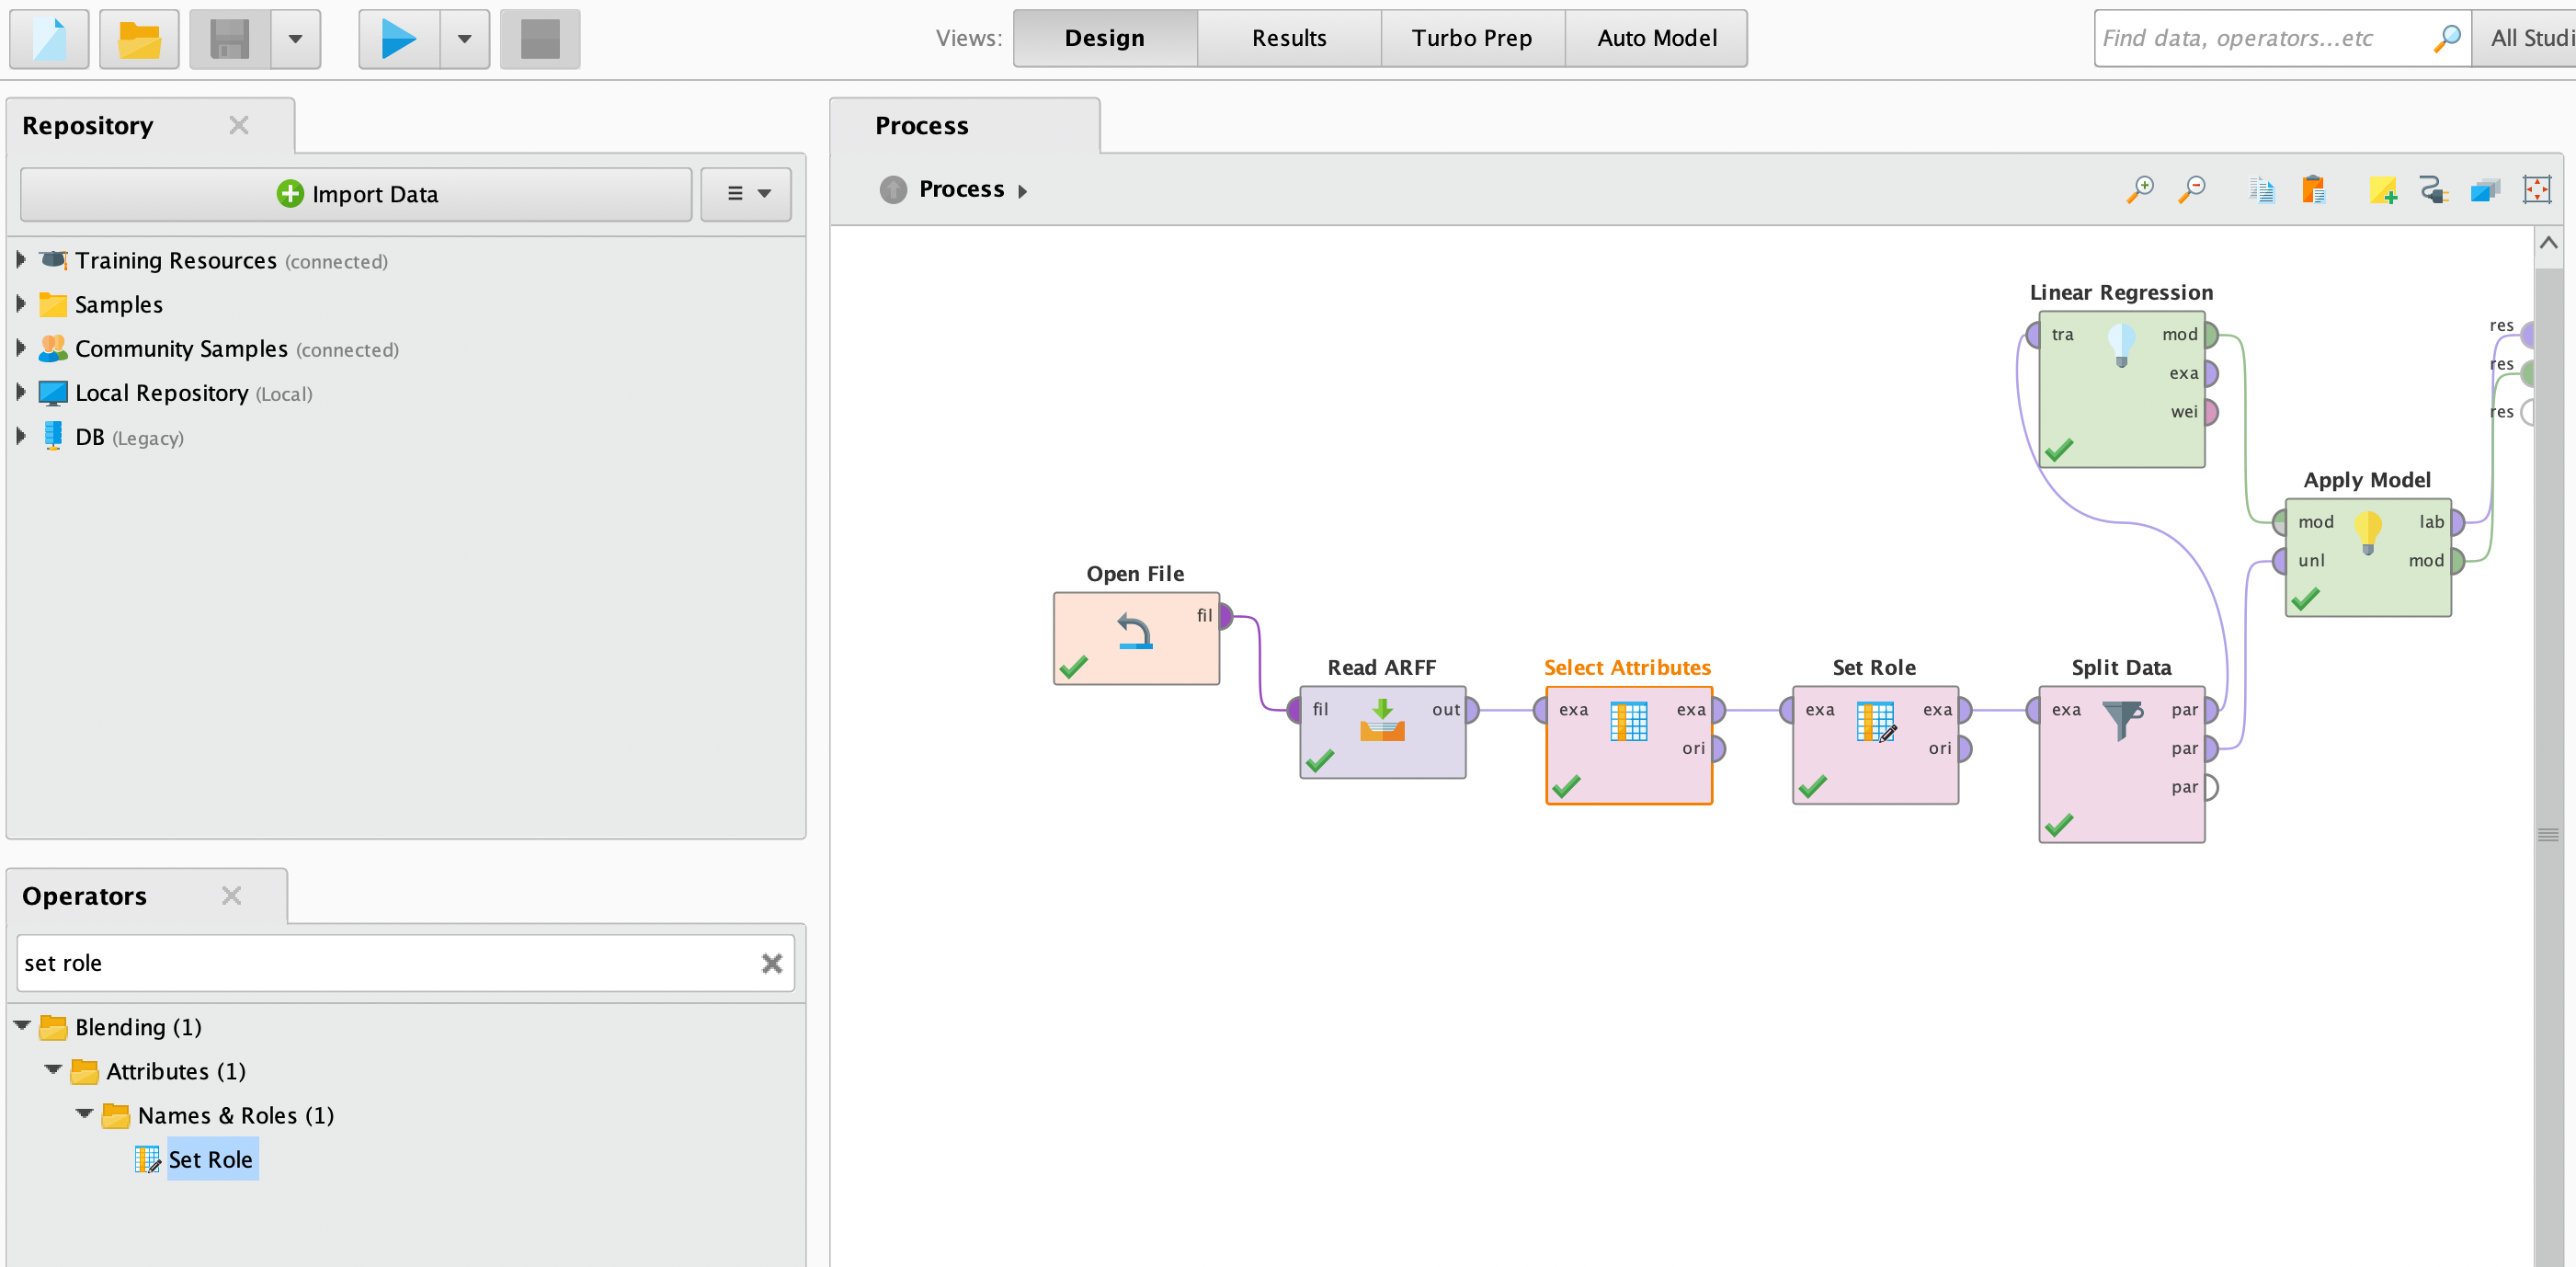 Views: Design Results Turbo Prep Auto Model
Find data, operators...etc
All Studi
Repository
Import Data
Training Resources (connected)
Samples
Community Samples (connected)
Local Repository (Local)
DB (Legacy)
Operators
set role
Blending (1)
Attributes (1)
Names & Roles (1)
Set Role
Process
Process
Linear Regression
tra mod
exa
wei
res
res
res
Apply Model
mod lab
unl mod
Open File
fil
Read ARFF
fil out
Select Attributes
exa exa
ori
Set Role
exa exa
ori
Split Data
exa par
par
par